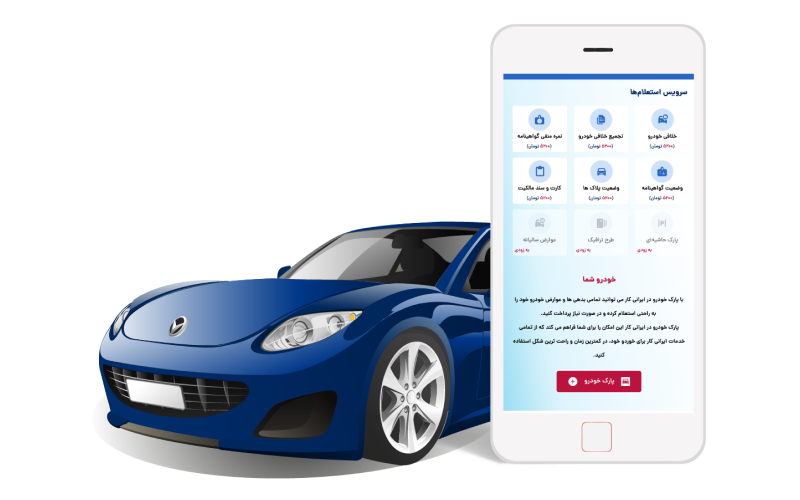 سرویس استعلام‌ها
خلافی خودرو
تجمیع خلافی خودرو
نمره منفی گواهینامه
(۵۲۰۰ تومان)
(۵۲۰۰ تومان)
(۵۲۰۰ تومان)
وضعیت گواهینامه
وضعیت پلاک ها
کارت و سند مالکیت
(۵۲۰۰ تومان)
(۵۲۰۰ تومان)
(۵۲۰۰ تومان)
پارک حاشیه‌ای
طرح ترافیک
عوارض سالیانه
به زودی
به زودی
به زودی
خودرو شما
با پارک خودرو در ایرانی کار می توانید تمامی بدهی ها و عوارض خودرو خود را
به راحتی استعلام کرده و در صورت نیاز پرداخت کنید.
پارک خودرو در ایرانی کار این امکان را برای شما فراهم می کند که از تمامی
خدمات ایرانی کار برای خوردو خود، در کمترین زمان و راحت ترین شکل استفاده
کنید.
پارک خودرو